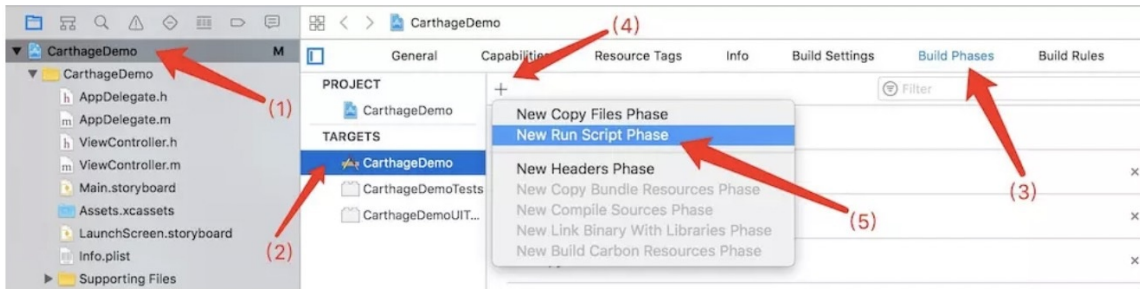 CarthageDemo
(4)
CarthageDemo M
General Capabilities Resource Tags Info Build Settings Build Phases Build Rules
CarthageDemo
PROJECT
Filter
h AppDelegate.h
(1)
CarthageDemo
New Copy Files Phase
m AppDelegate.m
TARGETS
New Run Script Phase
h ViewController.h
m ViewController.m
CarthageDemo
New Headers Phase
Main.storyboard
CarthageDemoTests
New Copy Bundle Resources Phase
(3)
Assets.xcassets
CarthageDemoUIT...
New Compile Sources Phase
(5)
LaunchScreen.storyboard
New Link Binary With Libraries Phase
Info.plist
(2)
New Build Carbon Resources Phase
Supporting Files